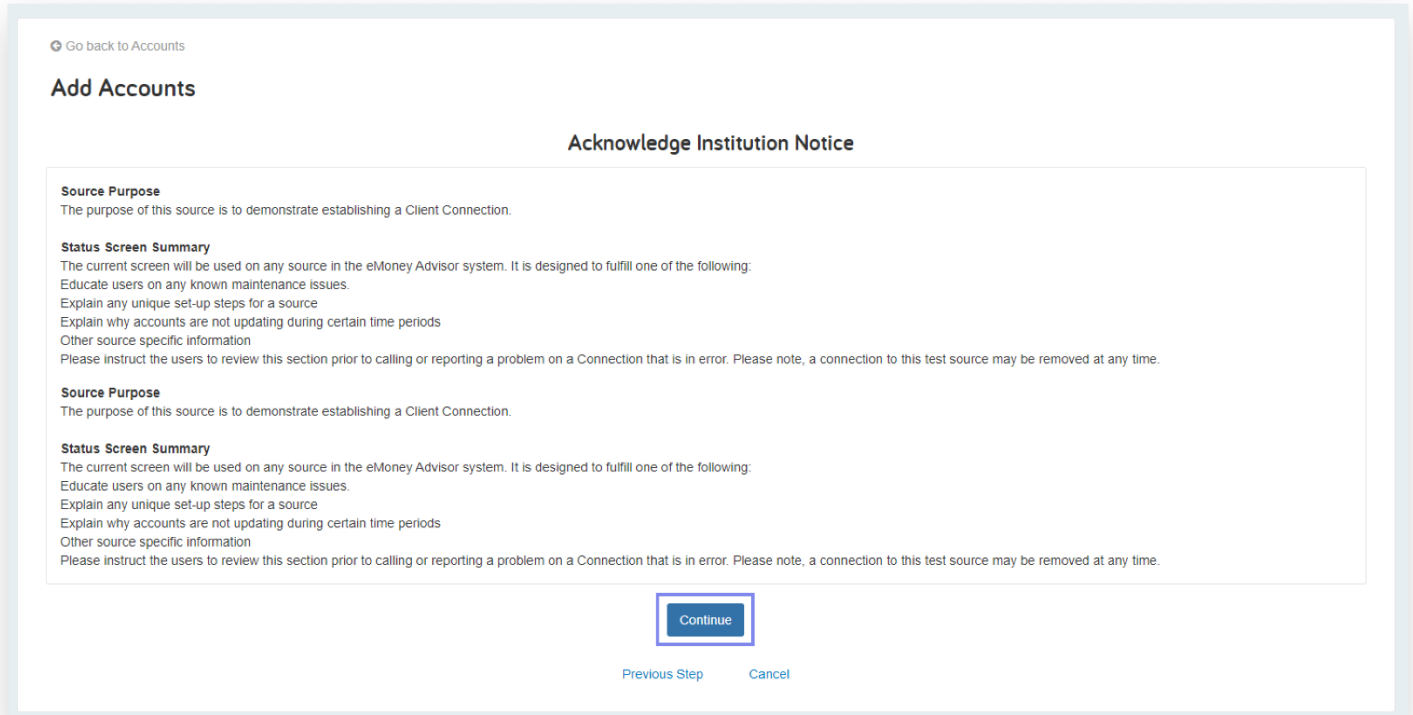 Go back to Accounts
Add Accounts
Acknowledge Institution Notice
Source Purpose
The purpose of this source is to demonstrate establishing a Client Connection.
Status Screen Summary
The current screen will be used on any source in the eMoney Advisor system. It is designed to fulfill one of the following:
Educate users on any known maintenance issues.
Explain any unique set-up steps for a source
Explain why accounts are not updating during certain time periods
Other source specific information
Please instruct the users to review this section prior to calling or reporting a problem on a Connection that is in error. Please note, a connection to this test source may be removed at any time.
Source Purpose
The purpose of this source is to demonstrate establishing a Client Connection.
Status Screen Summary
The current screen will be used on any source in the eMoney Advisor system. It is designed to fulfill one of the following:
Educate users on any known maintenance issues.
Explain any unique set-up steps for a source
Explain why accounts are not updating during certain time periods
Other source specific information
Please instruct the users to review this section prior to calling or reporting a problem on a Connection that is in error. Please note, a connection to this test source may be removed at any time.
Continue
Previous Step Cancel